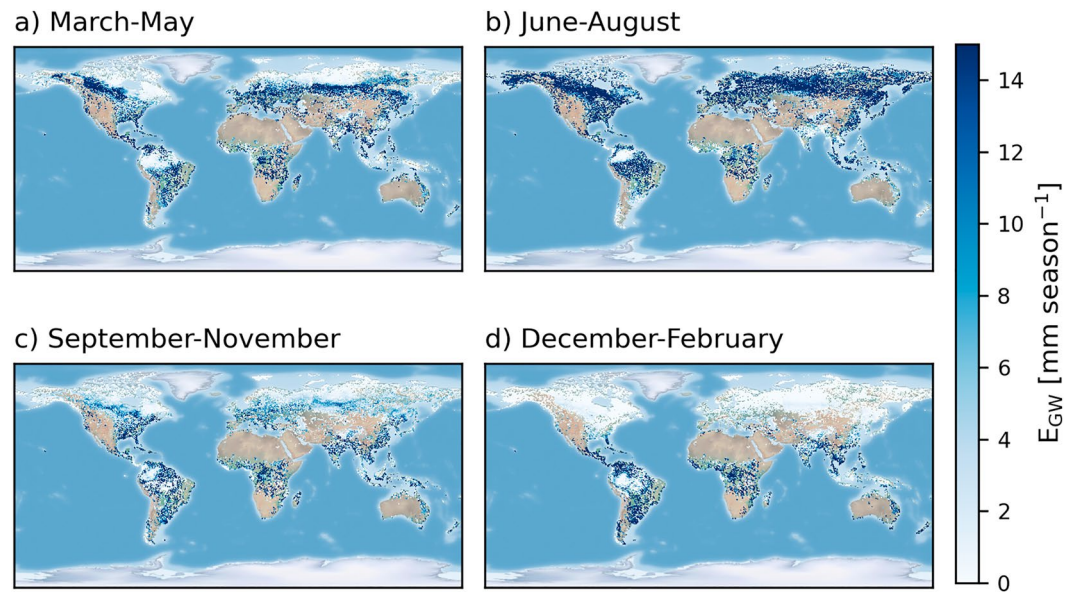 a) March-May
b) June-August
c) September-November
d) December-February
14
12
10
8
6
4
2
0
E_GW [mm season⁻¹]